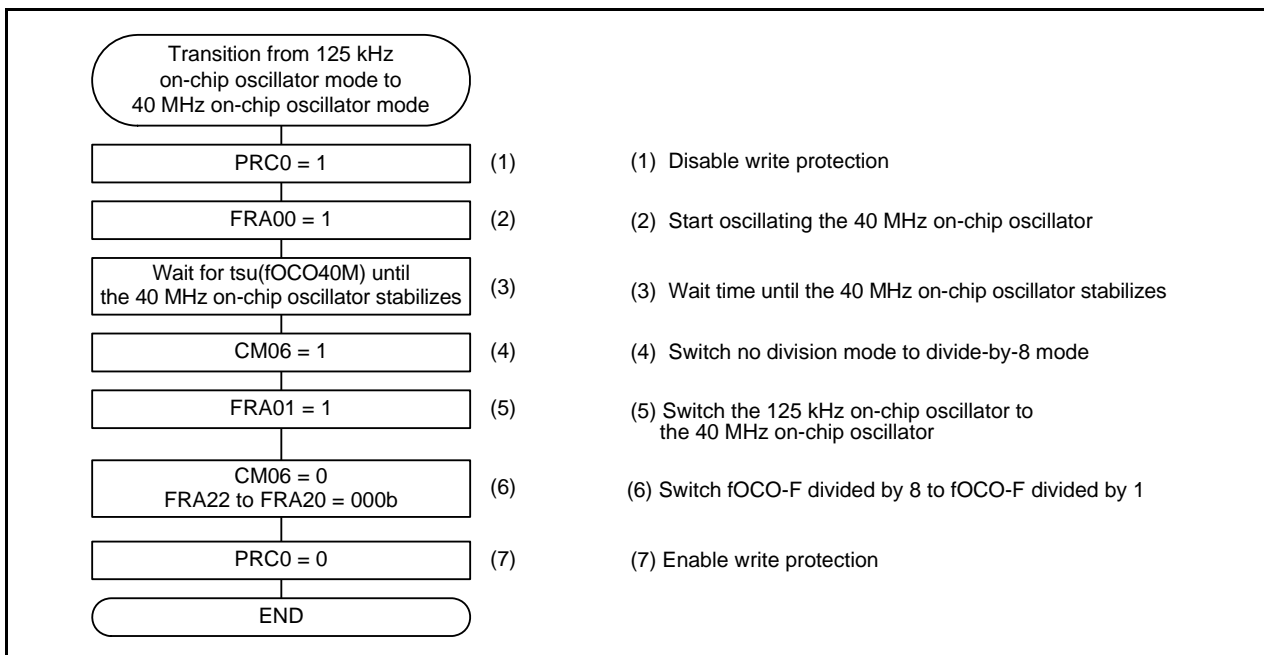 Transition from 125 kHz
on-chip oscillator mode to
40 MHz on-chip oscillator mode
PRC0 = 1
(1)
(1) Disable write protection
FRA00 = 1
(2)
(2) Start oscillating the 40 MHz on-chip oscillator
Wait for tsu(fOCO40M) until
the 40 MHz on-chip oscillator stabilizes
(3)
(3) Wait time until the 40 MHz on-chip oscillator stabilizes
CM06 = 1
(4)
(4) Switch no division mode to divide-by-8 mode
FRA01 = 1
(5)
(5) Switch the 125 kHz on-chip oscillator to
the 40 MHz on-chip oscillator
CM06 = 0
FRA22 to FRA20 = 000b
(6)
(6) Switch fOCO-F divided by 8 to fOCO-F divided by 1
PRC0 = 0
(7)
(7) Enable write protection
END